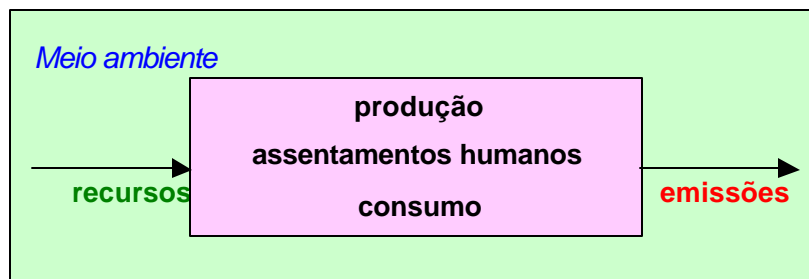 Meio ambiente
produção
assentamentos humanos
recursos
emissões
consumo